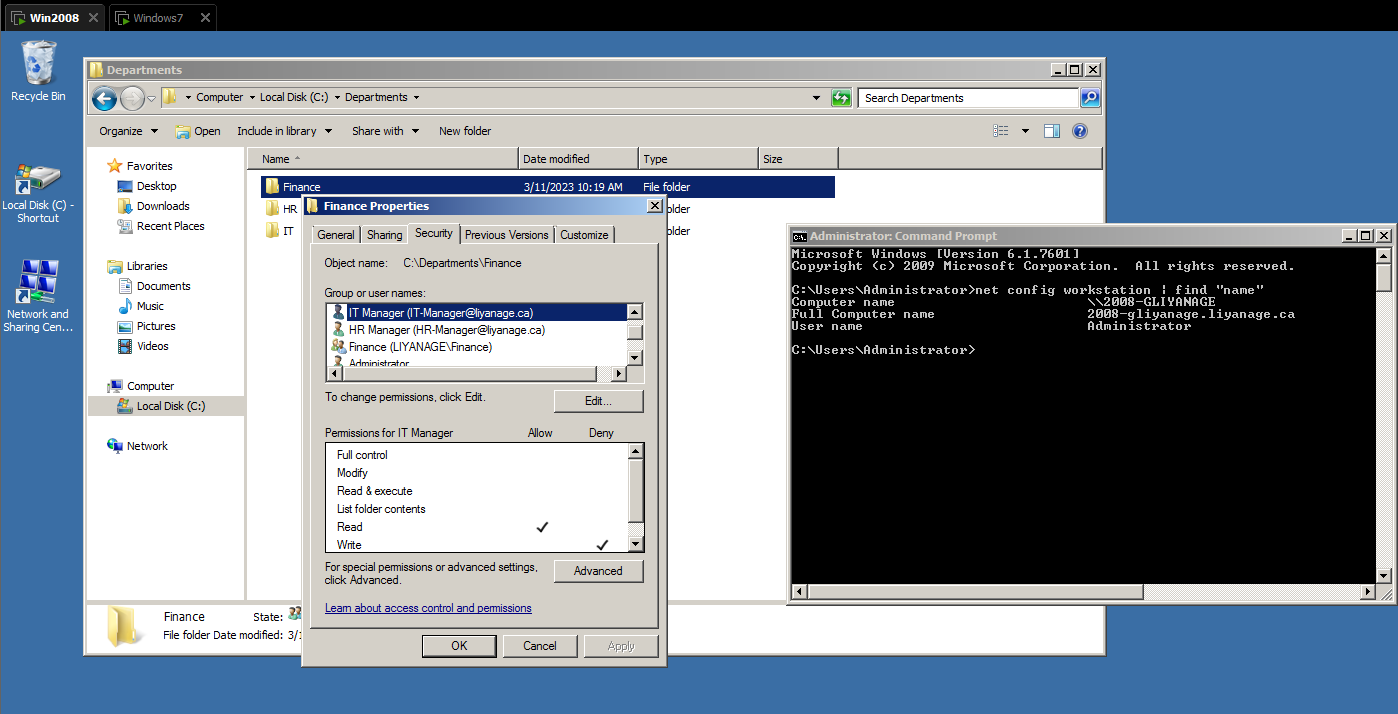 Win2008
Windows7
Recycle Bin
Local Disk (C) -
Shortcut
Network and
Sharing Cen...
Departments
Computer
Local Disk (C:)
Departments
Search Departments
Organize
Open
Include in library
Share with
New folder
Favorites
Desktop
Downloads
Recent Places
Libraries
Documents
Music
Pictures
Videos
Computer
Local Disk (C:)
Network
Name
Date modified
Type
Size
Finance 3/11/2023 10:19 AM File folder
HR older
IT older
Finance State:
File folder Date modified: 3/1
Finance Properties
General
Sharing
Security
Previous Versions
Customize
Object name: C:\Departments\Finance
Group or user names:
IT Manager (IT-Manager@liyanage.ca)
HR Manager (HR-Manager@liyanage.ca)
Finance (LIYANAGE\Finance)
Administrator
To change permissions, click Edit.
Edit...
Permissions for IT Manager Allow Deny
Full control
Modify
Read & execute
List folder contents
Read
Write
For special permissions or advanced settings,
click Advanced.
Advanced
Learn about access control and permissions
OK
Cancel
Apply
C:\.
Administrator: Command Prompt
Microsoft Windows [Version 6.1.7601]
Copyright (c) 2009 Microsoft Corporation.  All rights reserved.
C:\Users\Administrator>net config workstation | find "name"
Computer name \\2008-GLIYANAGE
Full Computer name 2008-gliyanage.liyanage.ca
User name Administrator
C:\Users\Administrator>